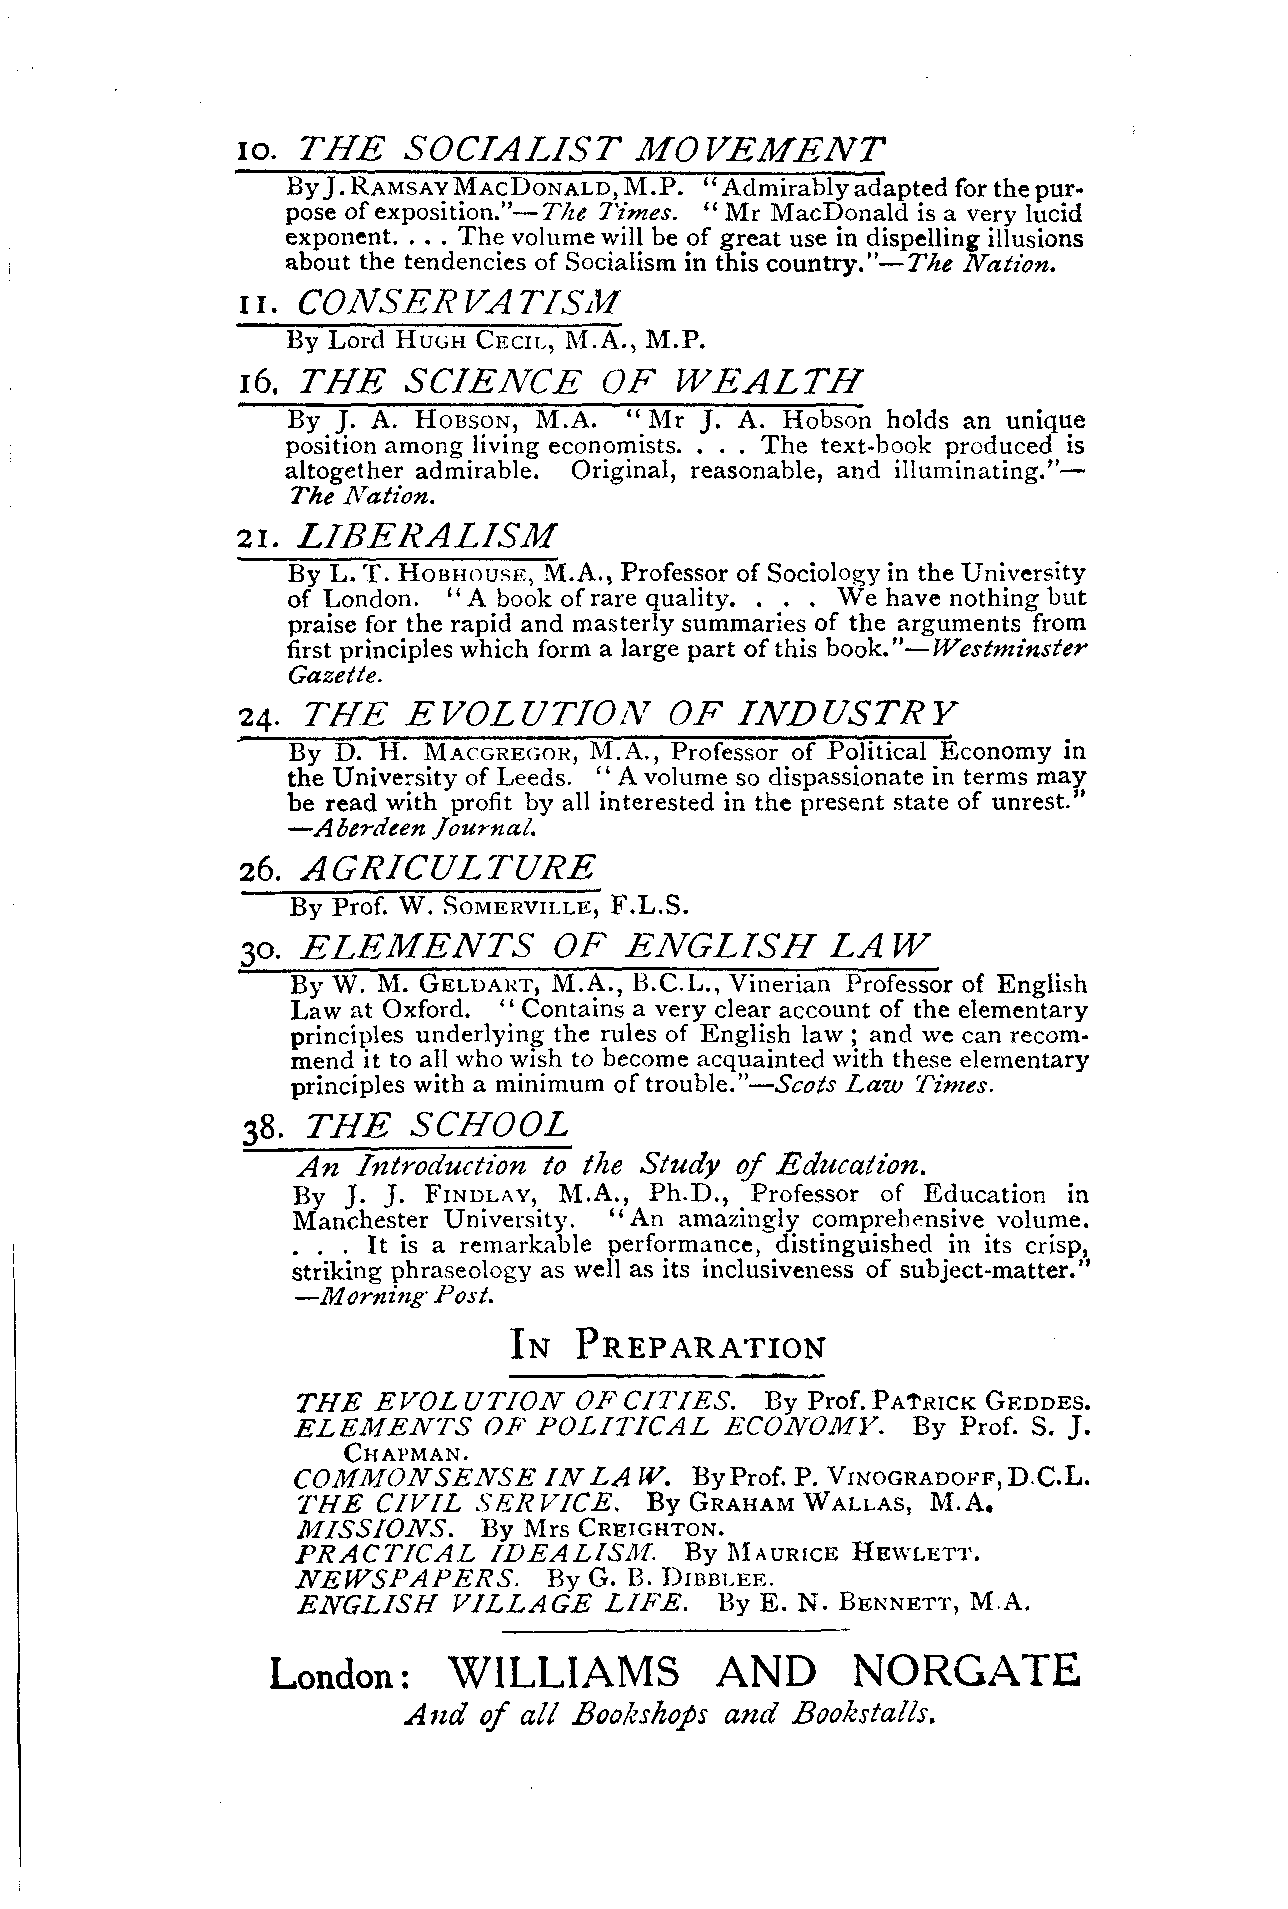 10. THE SOCIALIST MOVEMENT
By J. RAMSAY MACDONALD, M.P. "Admirably adapted for the pur-
pose of exposition."—The Times. "Mr MacDonald is a very lucid
exponent. . . . The volume will be of great use in dispelling illusions
about the tendencies of Socialism in this country."—The Nation.
11. CONSERVATISM
By Lord HUGH CECIL, M.A., M.P.
16. THE SCIENCE OF WEALTH
By J. A. HOBSON, M.A. "Mr J. A. Hobson holds an unique
position among living economists. . . . The text-book produced is
altogether admirable. Original, reasonable, and illuminating."—
The Nation.
21. LIBERALISM
By L. T. HOBHOUSE, M.A., Professor of Sociology in the University
of London. "A book of rare quality. . . . We have nothing but
praise for the rapid and masterly summaries of the arguments from
first principles which form a large part of this book."—Westminster
Gazette.
24. THE EVOLUTION OF INDUSTRY
By D. H. MACGREGOR, M.A., Professor of Political Economy in
the University of Leeds. "A volume so dispassionate in terms may
be read with profit by all interested in the present state of unrest."
—Aberdeen Journal.
26. AGRICULTURE
By Prof. W. SOMERVILLE, F.L.S.
30. ELEMENTS OF ENGLISH LAW
By W. M. GELDART, M.A., B.C.L., Vinerian Professor of English
Law at Oxford. "Contains a very clear account of the elementary
principles underlying the rules of English law; and we can recom-
mend it to all who wish to become acquainted with these elementary
principles with a minimum of trouble."—Scots Law Times.
38. THE SCHOOL
An Introduction to the Study of Education.
By J. J. FINDLAY, M.A., Ph.D., Professor of Education in
Manchester University. "An amazingly comprehensive volume.
. . . It is a remarkable performance, distinguished in its crisp,
striking phraseology as well as its inclusiveness of subject-matter."
—Morning Post.
IN PREPARATION
THE EVOLUTION OF CITIES. By Prof. PATRICK GEDDES.
ELEMENTS OF POLITICAL ECONOMY. By Prof. S. J.
CHAPMAN.
COMMONSENSE IN LAW. By Prof. P. VINOGRADOFF, D.C.L.
THE CIVIL SERVICE. By GRAHAM WALLAS, M.A.
MISSIONS. By Mrs CREIGHTON.
PRACTICAL IDEALISM. By MAURICE HEWLETT.
NEWSPAPERS. By G. B. DIBBLEE.
ENGLISH VILLAGE LIFE. By E. N. BENNETT, M.A.
London: WILLIAMS AND NORGATE
And of all Bookshops and Bookstalls.